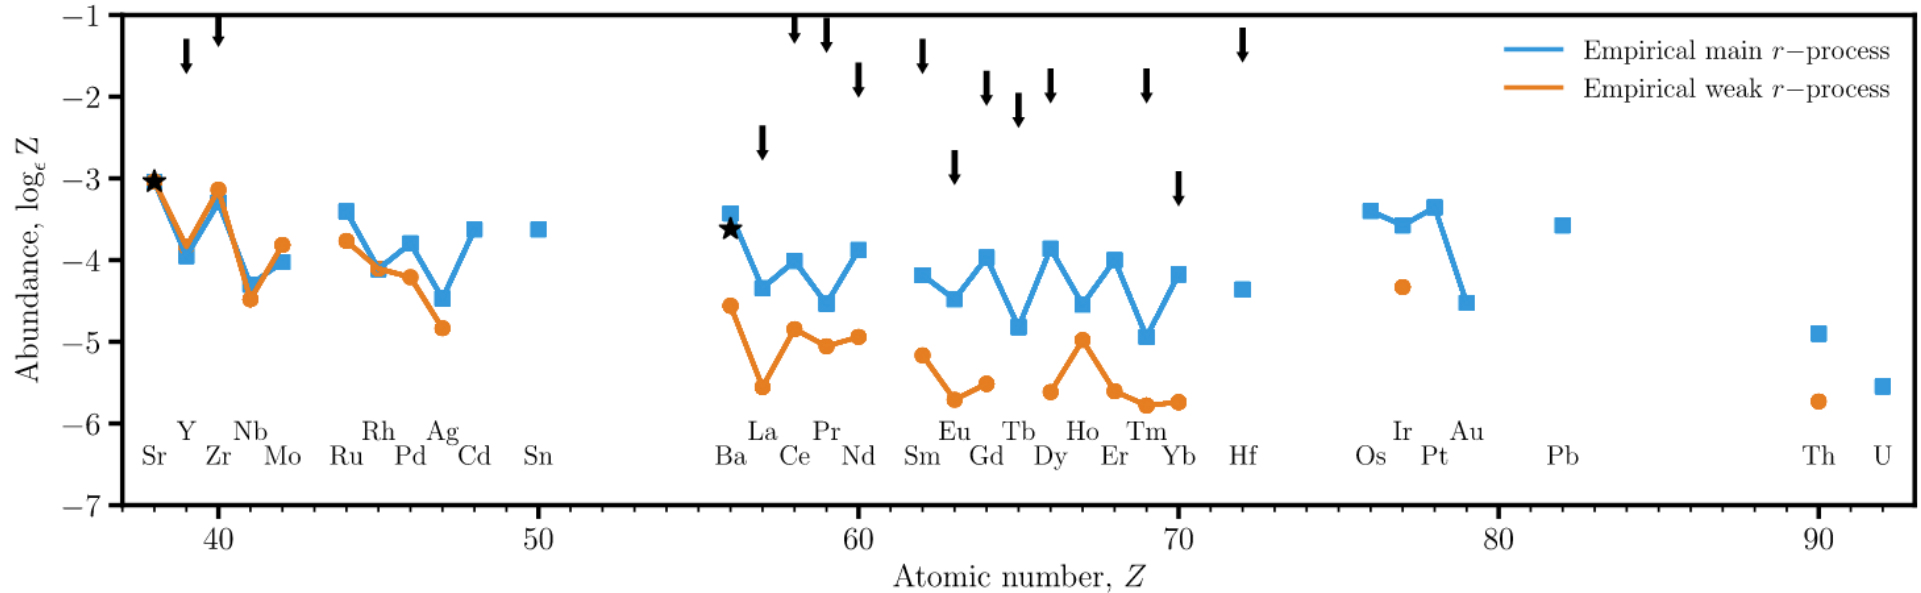 −1
−2
−3
−4
−5
−6
−7
Abundance, log_ϵ Z
Empirical main r−process
Empirical weak r−process
Y Nb Rh Ag La Pr Eu Tb Ho Tm Ir Au
Sr Zr Mo Ru Pd Cd Sn Ba Ce Nd Sm Gd Dy Er Yb Hf Os Pt Pb Th U
40 50 60 70 80 90
Atomic number, Z